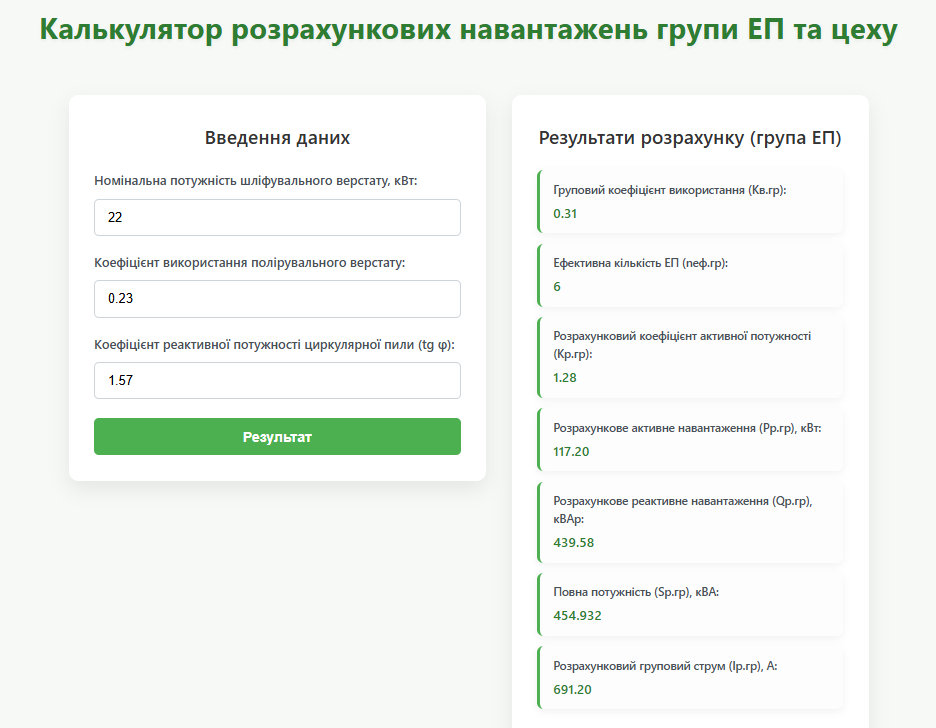 Калькулятор розрахункових навантажень групи ЕП та цеху
Введення даних
Номінальна потужність шліфувального верстату, кВт:
22
Коефіцієнт використання полірувального верстату:
0.23
Коефіцієнт реактивної потужності циркулярної пили (tg φ):
1.57
Результат
Результати розрахунку (група ЕП)
Груповий коефіцієнт використання (Кв.гр):
0.31
Ефективна кількість ЕП (nеф.гр):
6
Розрахунковий коефіцієнт активної потужності
(Кр.гр):
1.28
Розрахункове активне навантаження (Рр.гр), кВт:
117.20
Розрахункове реактивне навантаження (Qр.гр),
кВАр:
439.58
Повна потужність (Sр.гр), кВА:
454.932
Розрахунковий груповий струм (Ір.гр), А:
691.20